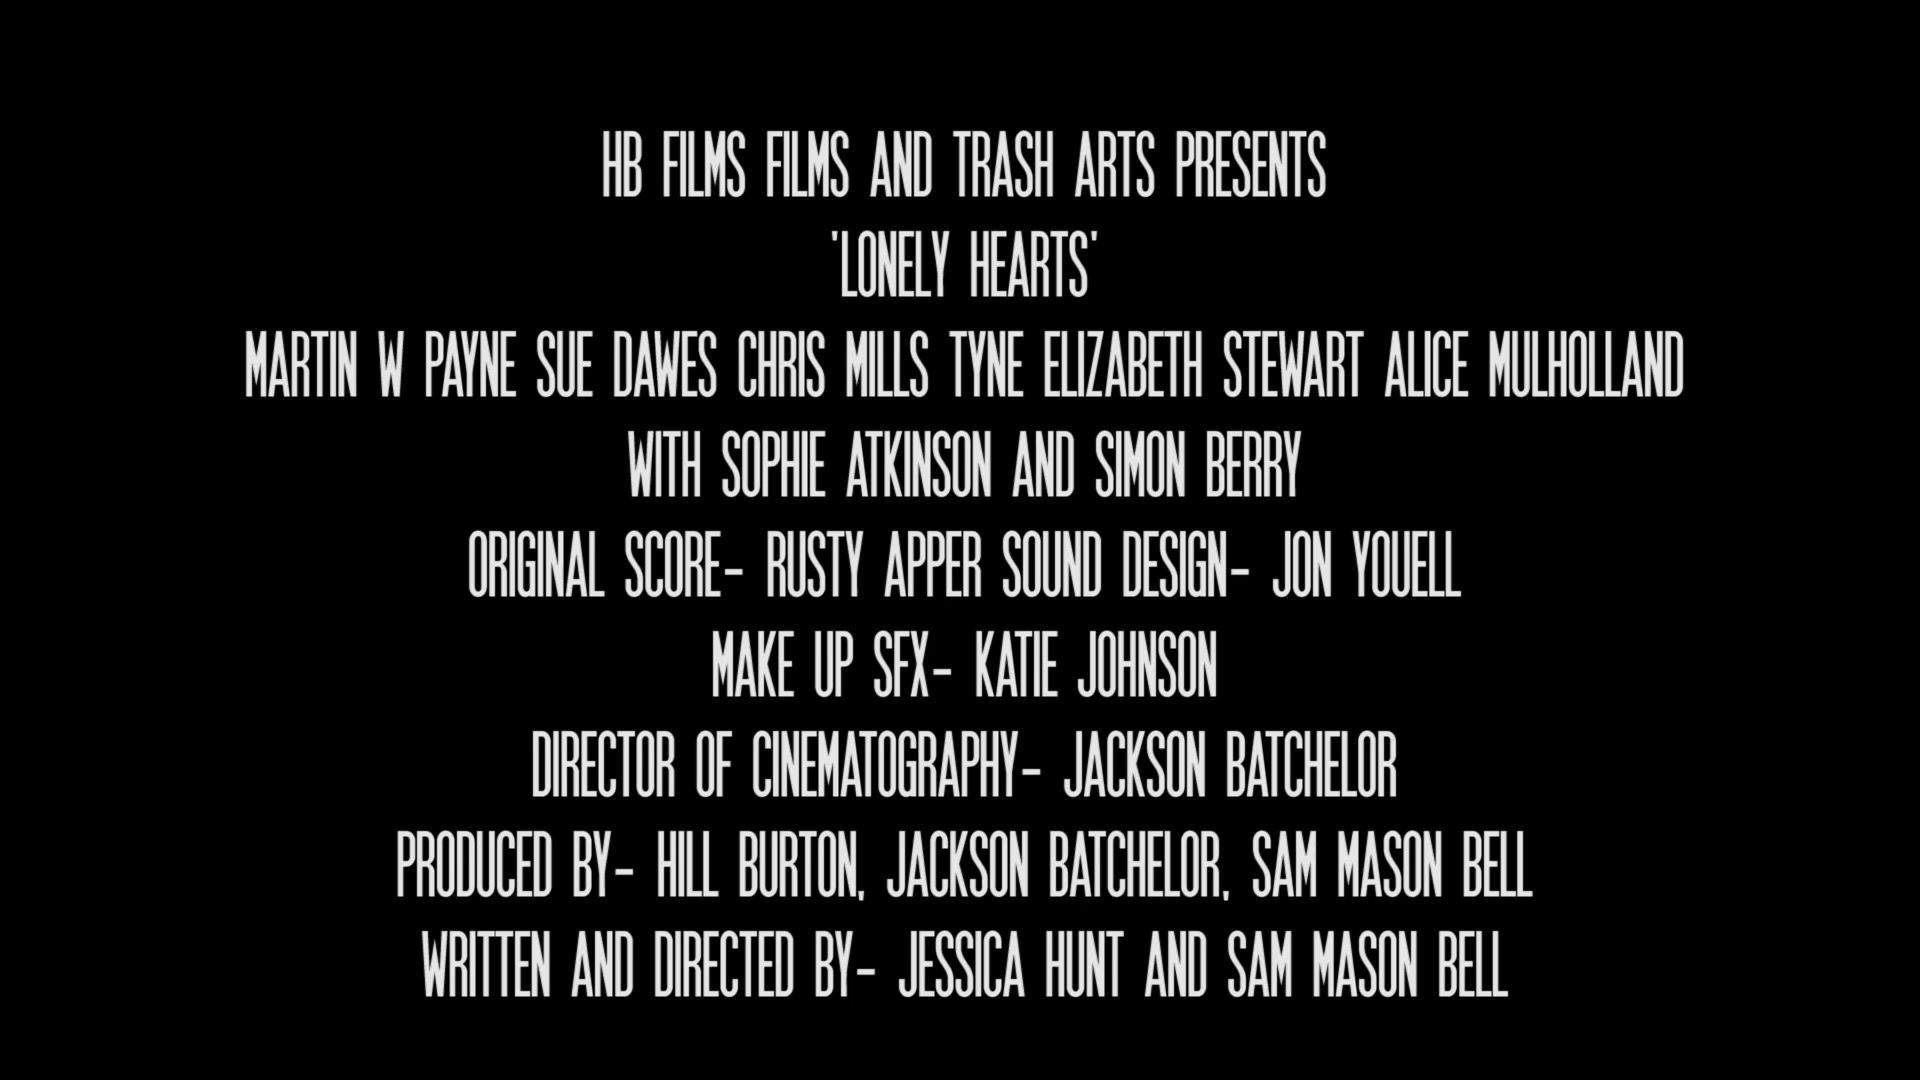 HB FILMS FILMS AND TRASH ARTS PRESENTS
'LONELY HEARTS'
MARTIN W PAYNE SUE DAWES CHRIS MILLS TYNE ELIZABETH STEWART ALICE MULHOLLAND
WITH SOPHIE ATKINSON AND SIMON BERRY
ORIGINAL SCORE- RUSTY APPER SOUND DESIGN- JON YOUELL
MAKE UP SFX- KATIE JOHNSON
DIRECTOR OF CINEMATOGRAPHY- JACKSON BATCHELOR
PRODUCED BY- HILL BURTON, JACKSON BATCHELOR, SAM MASON BELL
WRITTEN AND DIRECTED BY- JESSICA HUNT AND SAM MASON BELL